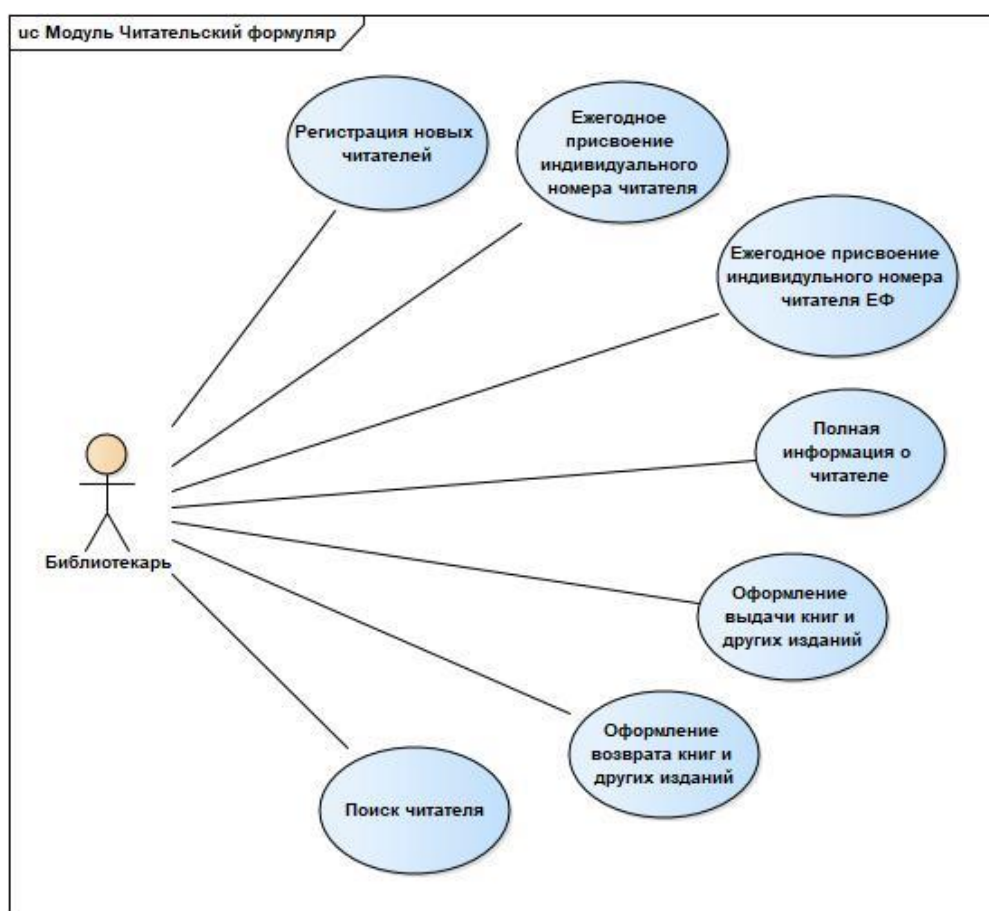 uc Модуль Читательский формуляр
Регистрация новых
читателей
Ежегодное
присвоение
индивидуального
номера читателя
Ежегодное присвоение
индивидульного номера
читателя ЕФ
Полная
информация о
читателе
Библиотекарь
Оформление
выдачи книг и
других изданий
Оформление
возврата книг и
других изданий
Поиск читателя